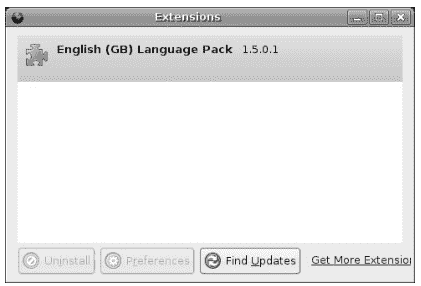 Extensions
English (GB) Language Pack 1.5.0.1
Uninstall Preferences Find Updates Get More Extensio